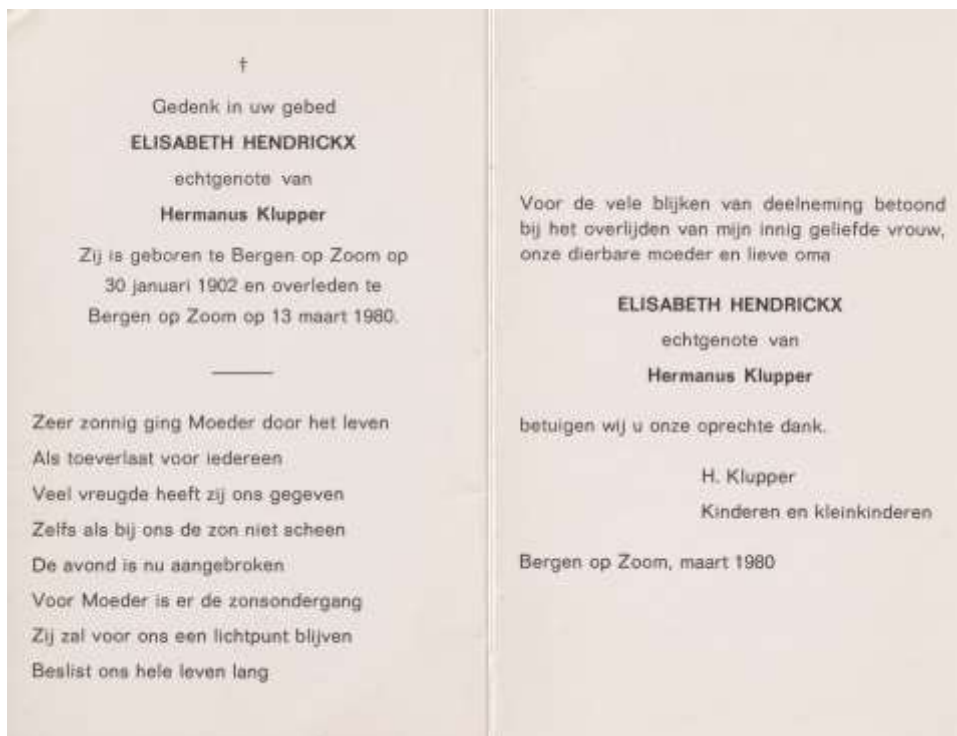 †
Gedenk in uw gebed
ELISABETH HENDRICKX
echtgenote van
Hermanus Klupper
Zij is geboren te Bergen op Zoom op
30 januari 1902 en overleden te
Bergen op Zoom op 13 maart 1980.
Zeer zonnig ging Moeder door het leven
Als toeverlaat voor iedereen
Veel vreugde heeft zij ons gegeven
Zelfs als bij ons de zon niet scheen
De avond is nu aangebroken
Voor Moeder is er de zonsondergang
Zij zal voor ons een lichtpunt blijven
Beslist ons hele leven lang
Voor de vele blijken van deelneming betoond
bij het overlijden van mijn innig geliefde vrouw,
onze dierbare moeder en lieve oma
ELISABETH HENDRICKX
echtgenote van
Hermanus Klupper
betuigen wij u onze oprechte dank.
H. Klupper
Kinderen en kleinkinderen
Bergen op Zoom, maart 1980